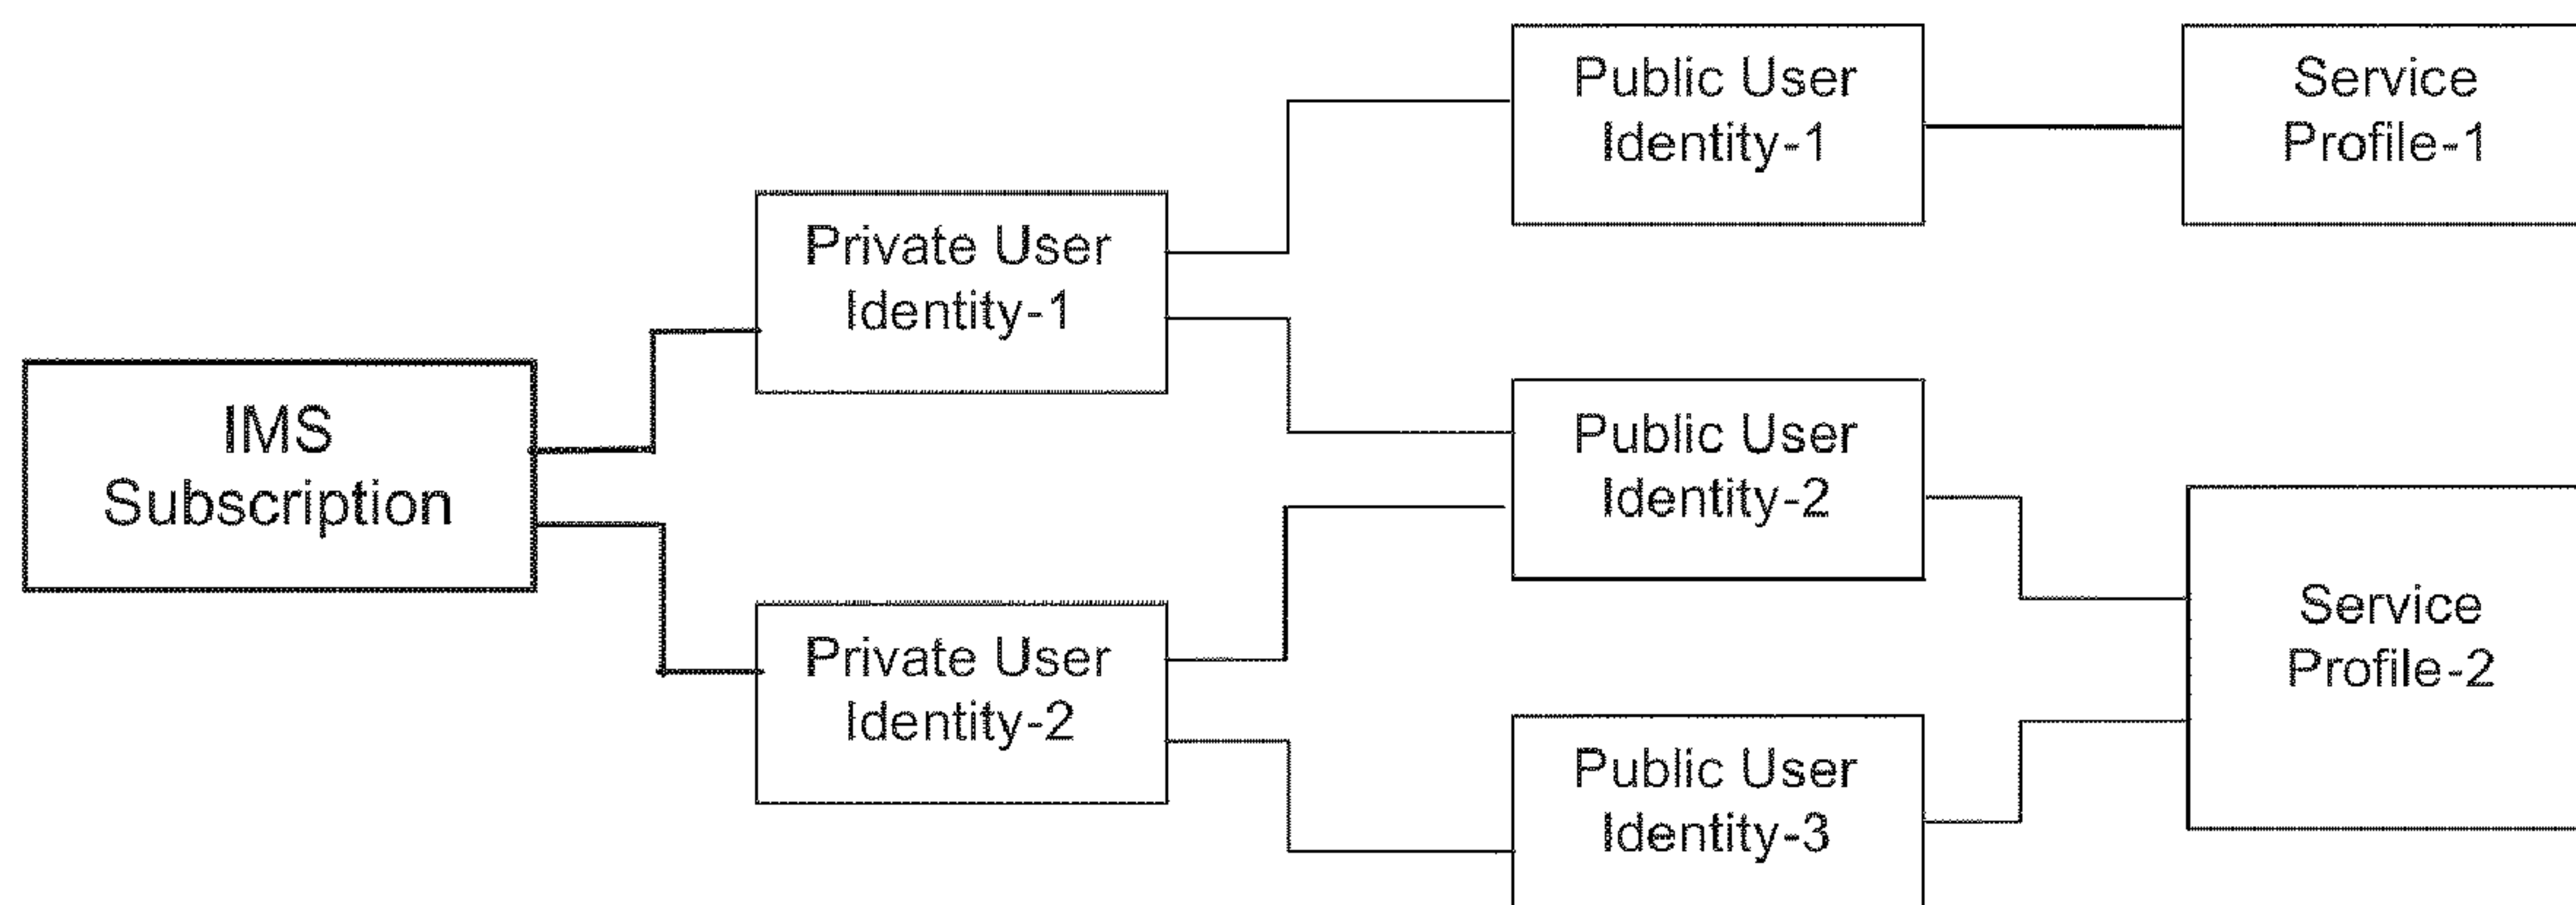 IMS
Subscription
Private User
Identity-1
Private User
Identity-2
Public User
Identity-1
Public User
Identity-2
Public User
Identity-3
Service
Profile-1
Service
Profile-2